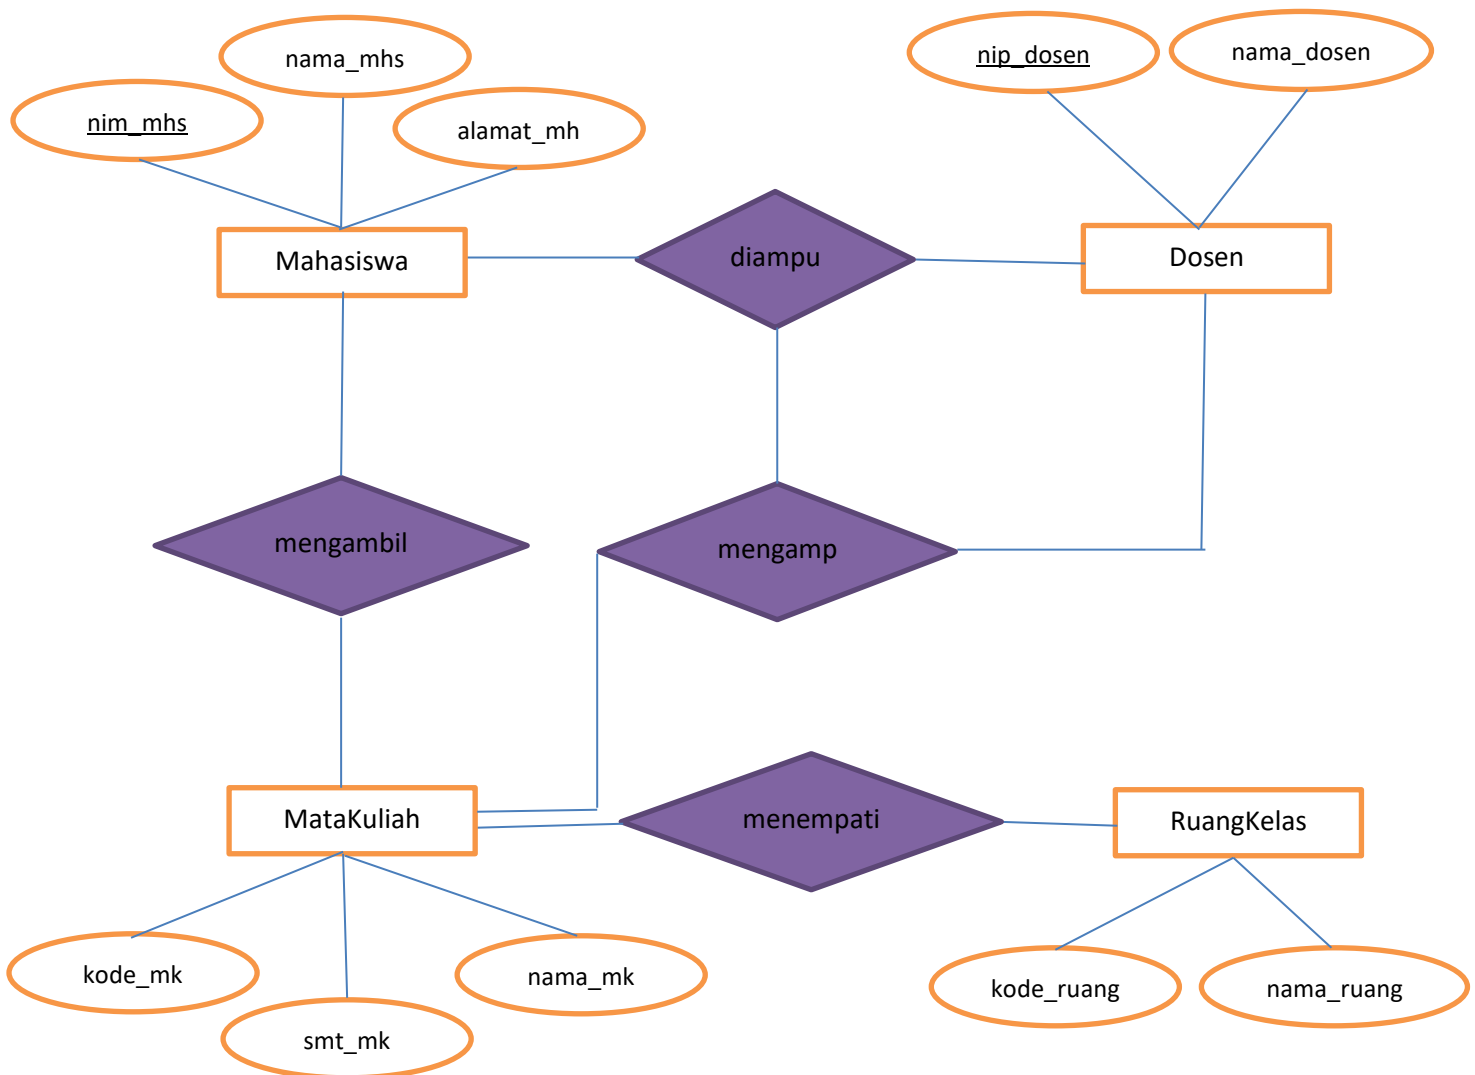 nama_mhs
nip_dosen
nama_dosen
nim_mhs
alamat_mh
Mahasiswa
diampu
Dosen
mengambil
mengamp
MataKuliah
menempati
RuangKelas
kode_mk
nama_mk
kode_ruang
nama_ruang
smt_mk